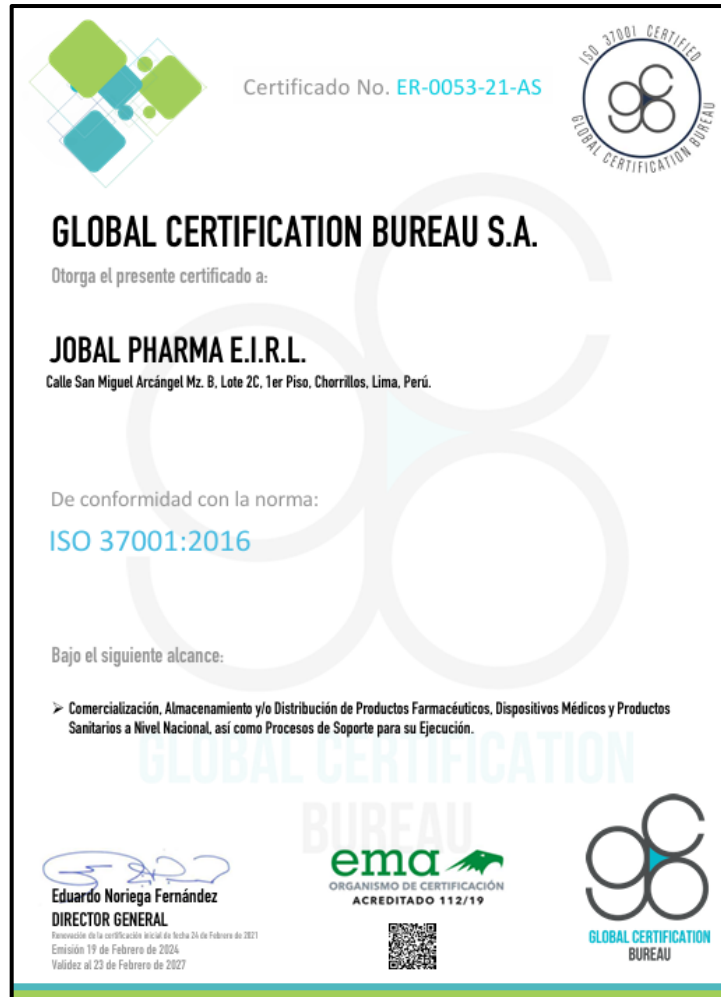 Certificado No. ER-0053-21-AS
ISO 37001 CERTIFIED
GLOBAL CERTIFICATION BUREAU
GLOBAL CERTIFICATION BUREAU S.A.
Otorga el presente certificado a:
JOBAL PHARMA E.I.R.L.
Calle San Miguel Arcángel Mz. B, Lote 2C, 1er Piso, Chorrillos, Lima, Perú.
De conformidad con la norma:
ISO 37001:2016
Bajo el siguiente alcance:
➢ Comercialización, Almacenamiento y/o Distribución de Productos Farmacéuticos, Dispositivos Médicos y Productos
Sanitarios a Nivel Nacional, así como Procesos de Soporte para su Ejecución.
GLOBAL CERTIFICATION
BUREAU
Eduardo Noriega Fernández
DIRECTOR GENERAL
Renovación de la certificación inicial de fecha 24 de Febrero de 2021
Emisión 19 de Febrero de 2024
Validez al 23 de Febrero de 2027
ema
ORGANISMO DE CERTIFICACIÓN
ACREDITADO 112/19
GLOBAL CERTIFICATION
BUREAU